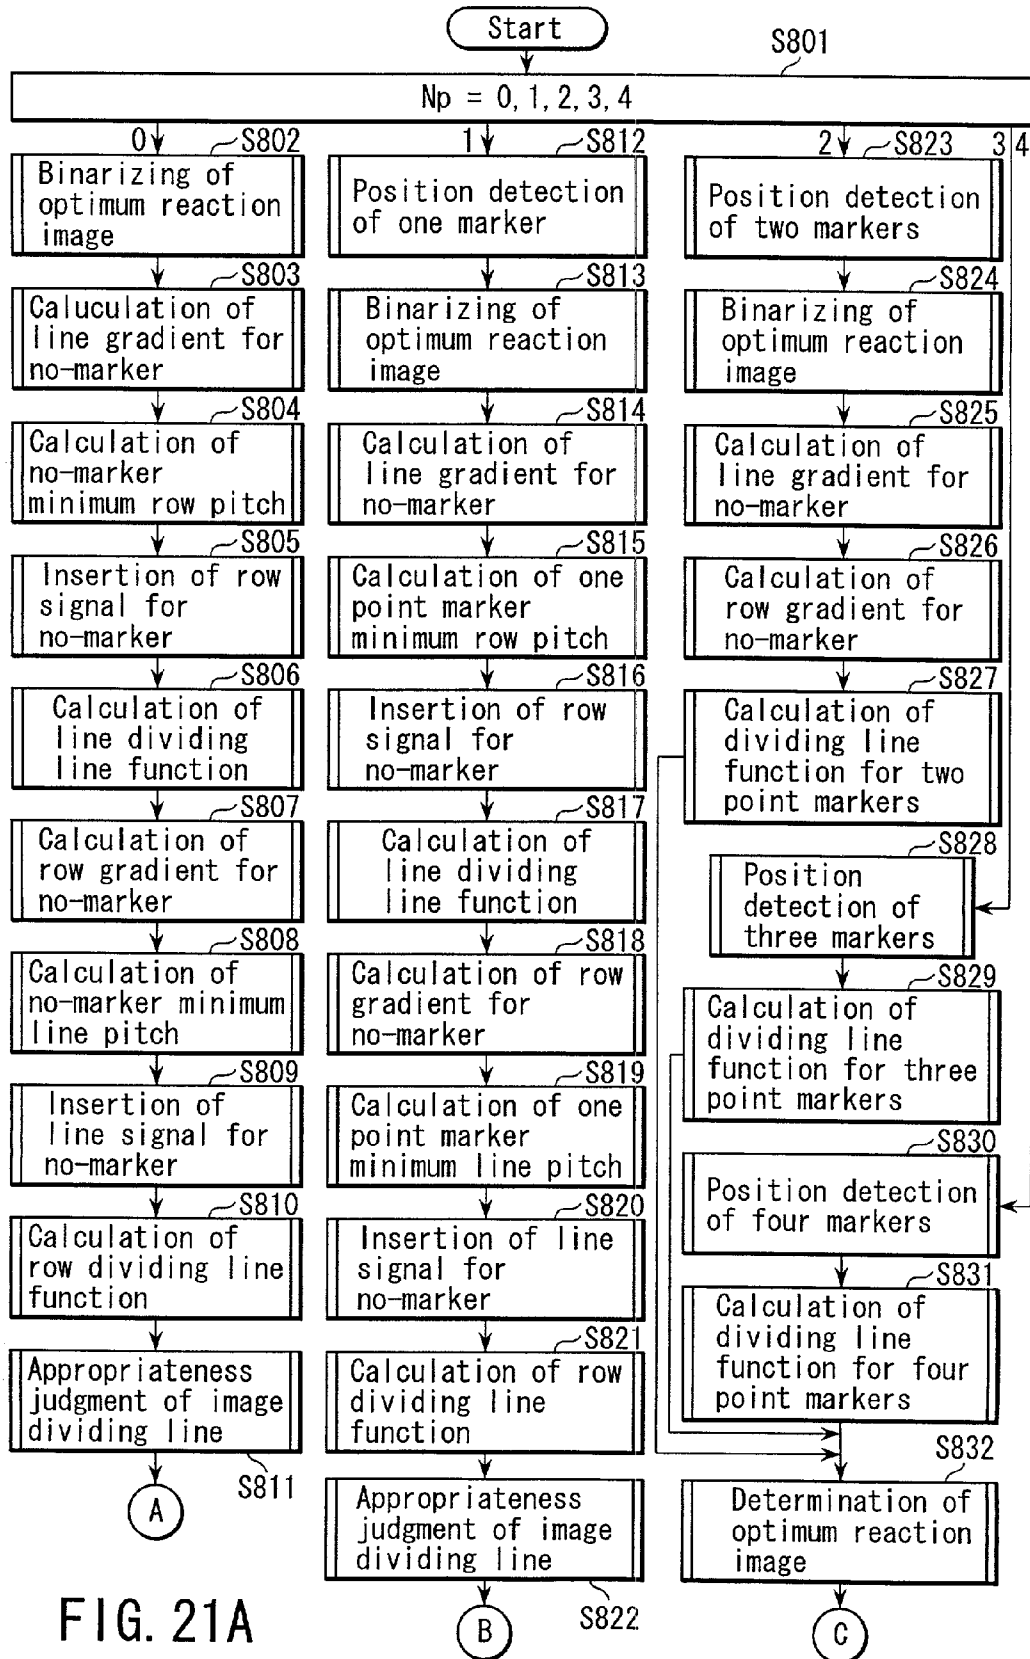 Start
S801
Np = 0, 1, 2, 3, 4
0
S802
Binarizing of
optimum reaction
image
S803
Caluculation of
line gradient for
no-marker
S804
Calculation of
no-marker
minimum row pitch
S805
Insertion of row
signal for
no-marker
S806
Calculation of
line dividing
line function
S807
Calculation of
row gradient for
no-marker
S808
Calculation of
no-marker minimum
line pitch
S809
Insertion of
line signal for
no-marker
S810
Calculation of
row dividing line
function
Appropriateness
judgment of image
dividing line
S811
A
1
S812
Position detection
of one marker
S813
Binarizing of
optimum reaction
image
S814
Calculation of
line gradient for
no-marker
S815
Calculation of one
point marker
minimum row pitch
S816
Insertion of row
signal for
no-marker
S817
Calculation of
line dividing
line function
S818
Calculation of row
gradient for
no-marker
S819
Calculation of one
point marker
minimum line pitch
S820
Insertion of line
signal for
no-marker
S821
Calculation of row
dividing line
function
Appropriateness
judgment of image
dividing line
S822
B
2
S823
3 4
Position detection
of two markers
S824
Binarizing of
optimum reaction
image
S825
Calculation of
line gradient for
no-marker
S826
Calculation of
row gradient for
no-marker
S827
Calculation of
dividing line
function for two
point markers
S828
Position
detection of
three markers
S829
Calculation of
dividing line
function for three
point markers
S830
Position detection
of four markers
S831
Calculation of
dividing line
function for four
point markers
S832
Determination of
optimum reaction
image
C
FIG. 21A